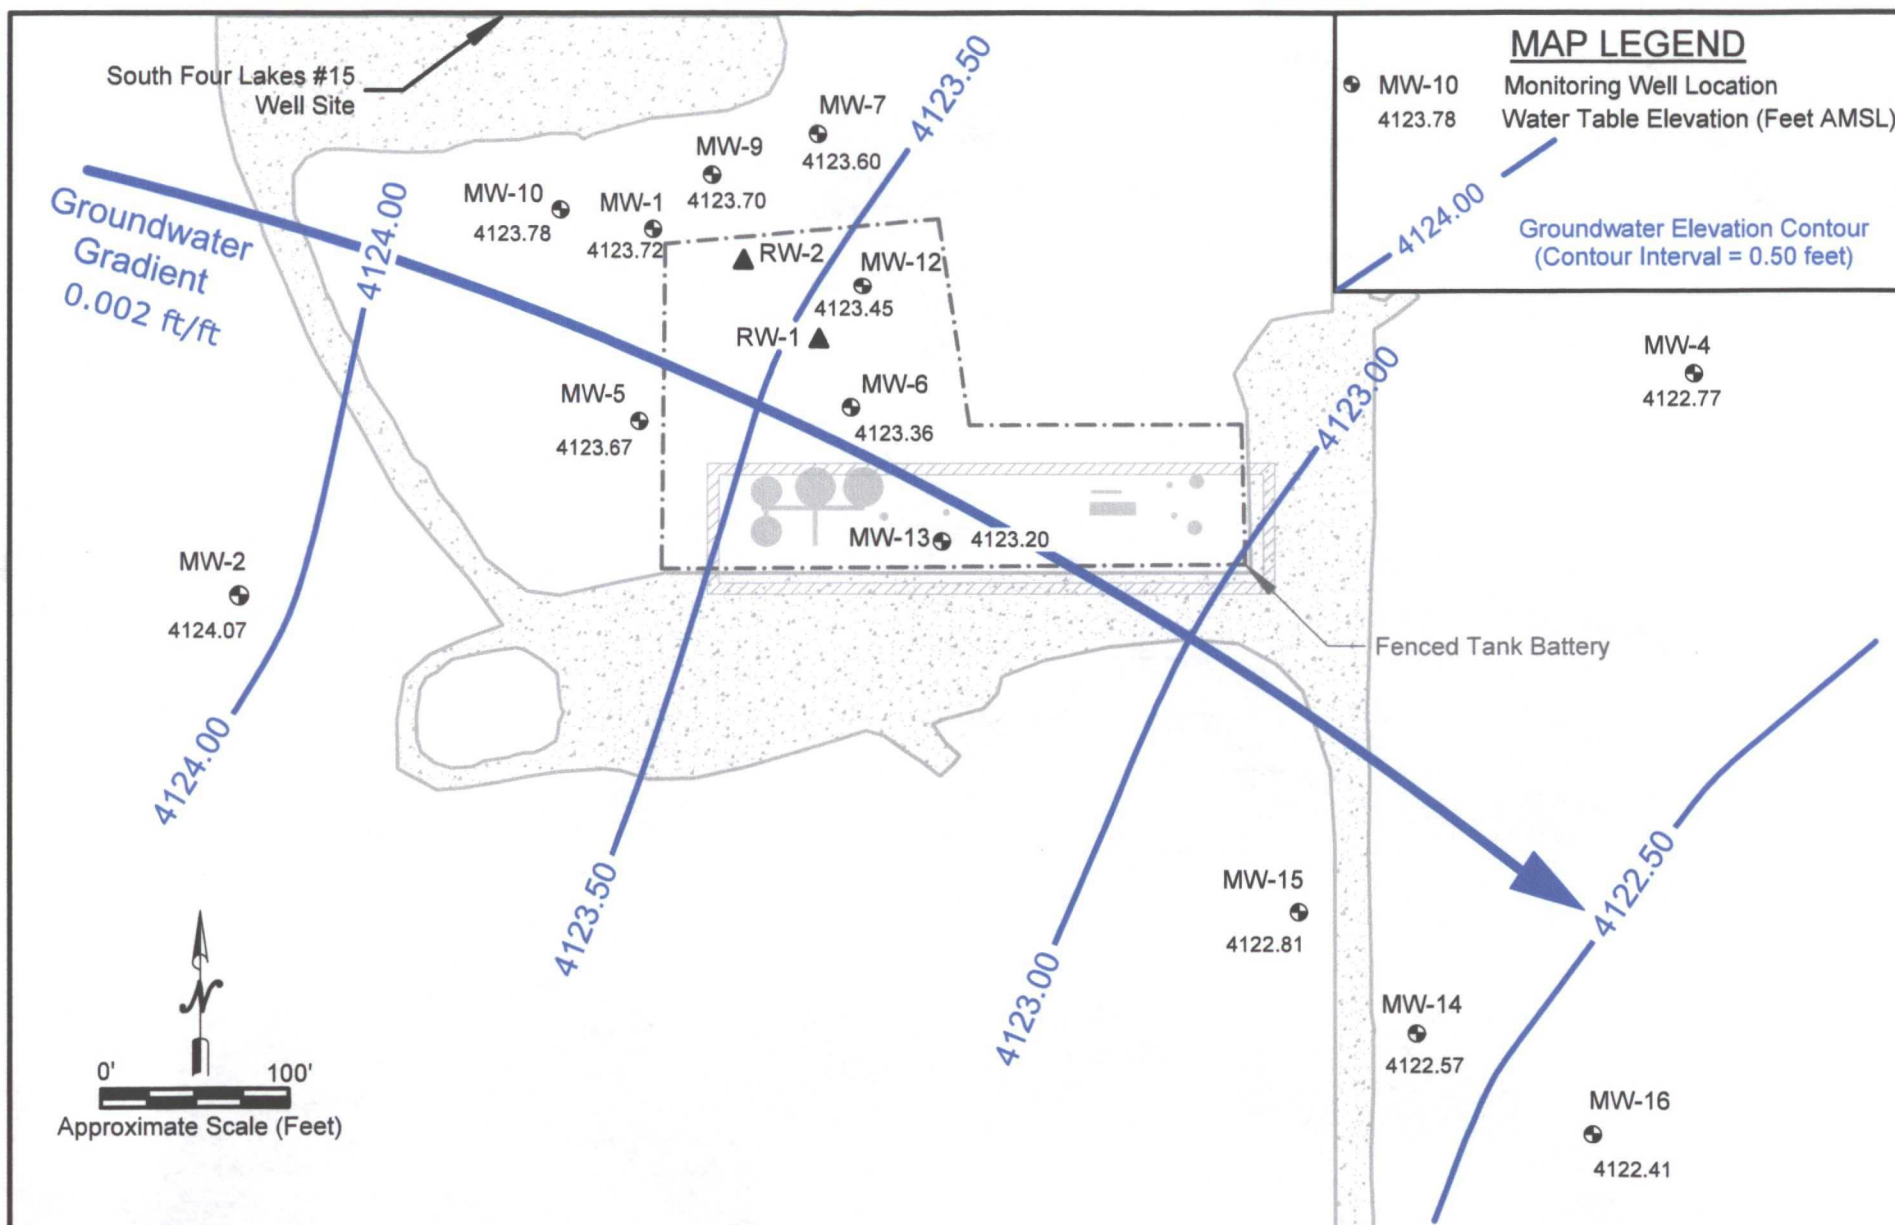 South Four Lakes #15
Well Site
MAP LEGEND
MW-10 Monitoring Well Location
4123.78 Water Table Elevation (Feet AMSL)
4124.00
Groundwater Elevation Contour
(Contour Interval = 0.50 feet)
4123.50
MW-7
4123.60
MW-9
4123.70
MW-10
4123.78
MW-1
4123.72
Groundwater
Gradient
0.002 ft/ft
4124.00
RW-2
MW-12
4123.45
RW-1
MW-6
4123.36
MW-5
4123.67
4123.00
MW-4
4122.77
MW-13 4123.20
MW-2
4124.07
Fenced Tank Battery
4124.00
4123.50
4123.00
4122.50
MW-15
4122.81
MW-14
4122.57
MW-16
4122.41
N
0' 100'
Approximate Scale (Feet)